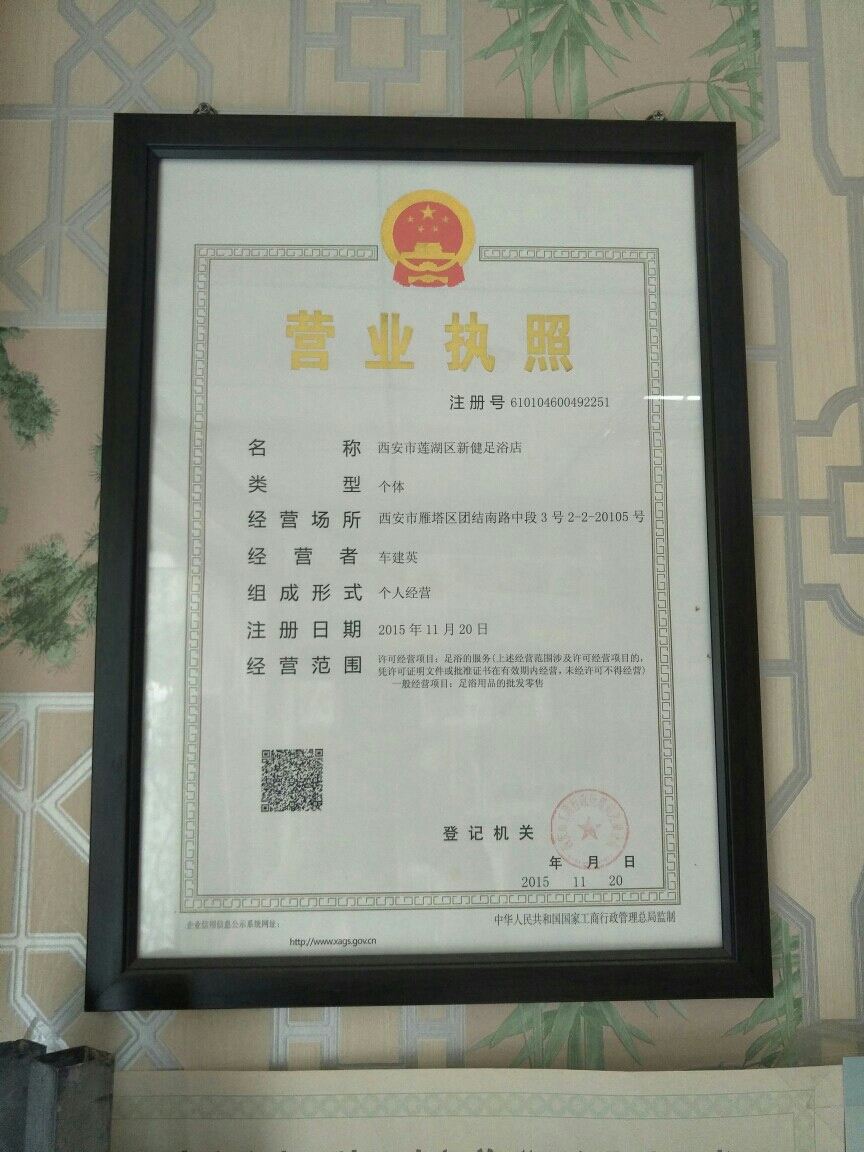 营业执照
注册号 610104600492251
名称 西安市莲湖区新健足浴店
类型 个体
经营场所 西安市雁塔区团结南路中段3号2-2-20105号
经营者 车建英
组成形式 个人经营
注册日期 2015年11月20日
经营范围 许可经营项目：足浴的服务(上述经营范围涉及许可经营项目的，
凭许可证明文件或批准证书在有效期内经营，未经许可不得经营)
一般经营项目：足浴用品的批发零售
登记机关
年 月 日
2015 11 20
企业信用信息公示系统网址：
http://www.xags.gov.cn
中华人民共和国国家工商行政管理总局监制